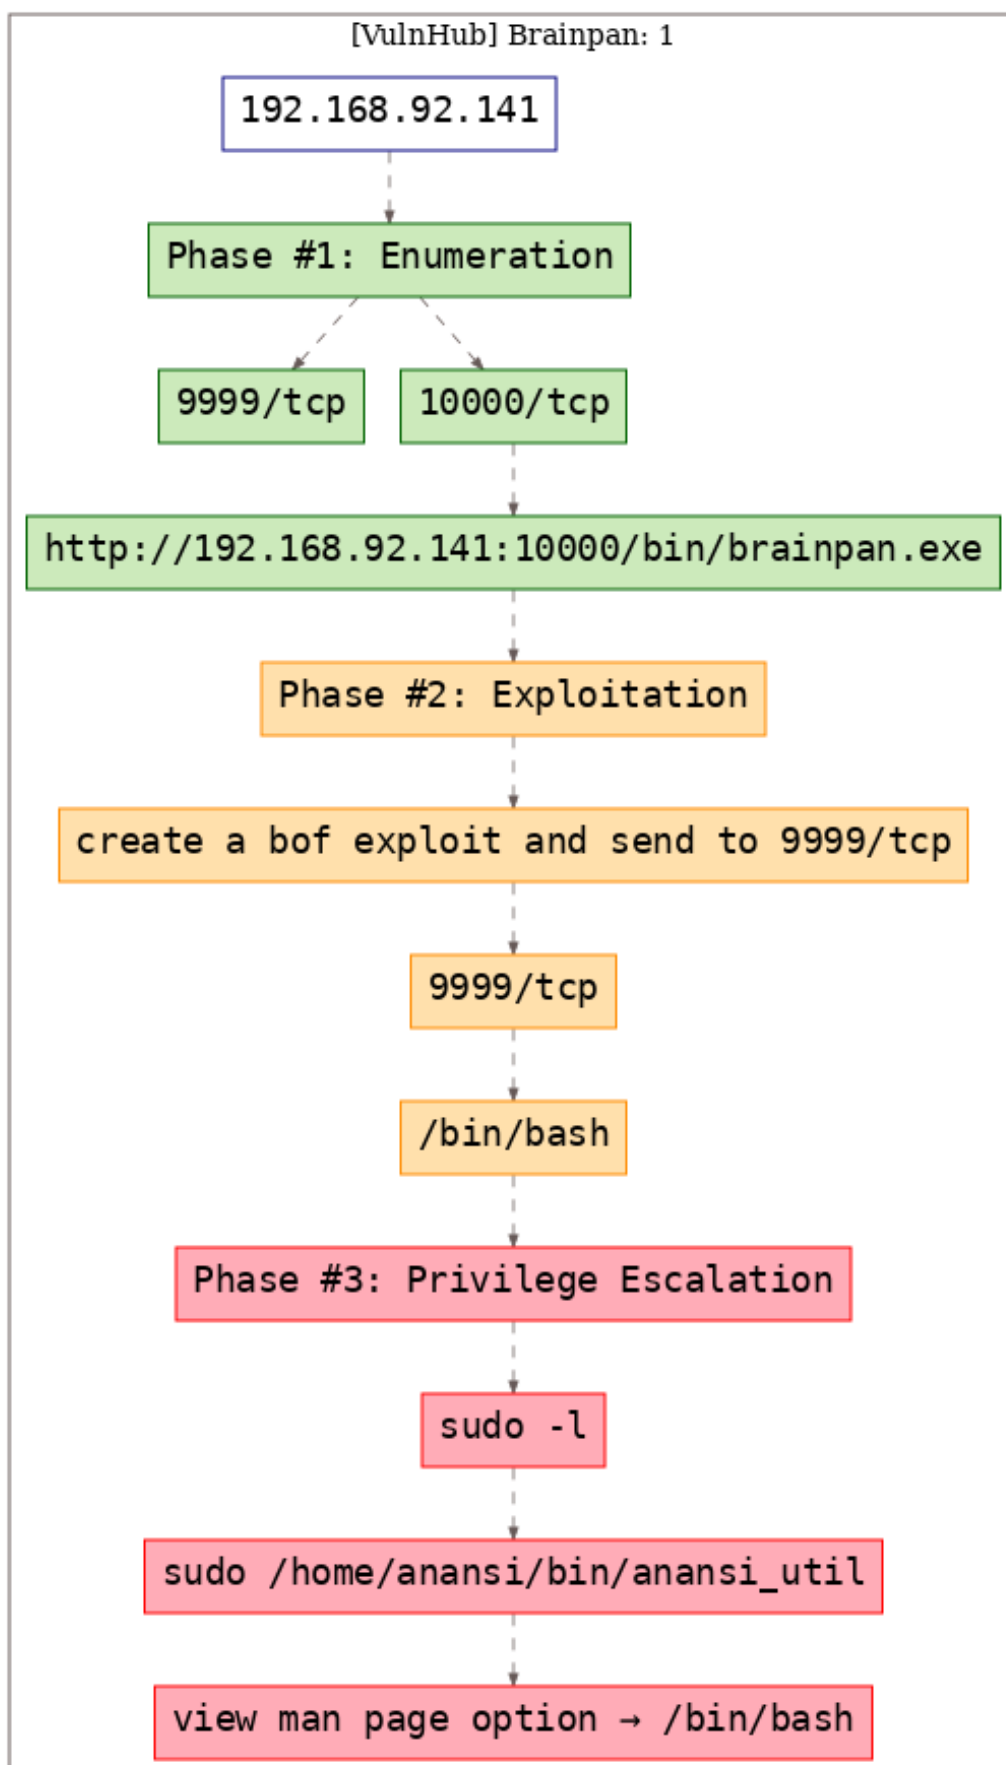 [VulnHub] Brainpan: 1
192.168.92.141
Phase #1: Enumeration
9999/tcp
10000/tcp
http://192.168.92.141:10000/bin/brainpan.exe
Phase #2: Exploitation
create a bof exploit and send to 9999/tcp
9999/tcp
/bin/bash
Phase #3: Privilege Escalation
sudo -l
sudo /home/anansi/bin/anansi_util
view man page option → /bin/bash